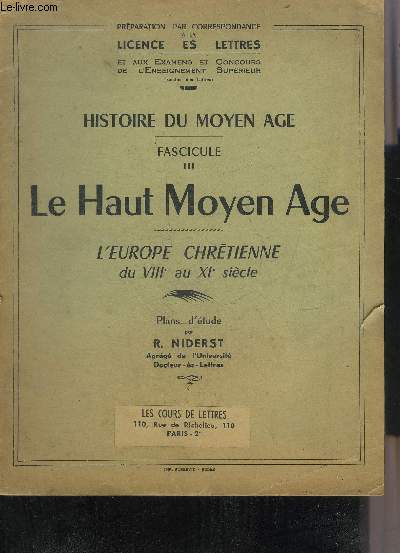 Le-Livre.fr
PRÉPARATION PAR CORRESPONDANCE
A LA
LICENCE ES LETTRES
ET AUX EXAMENS ET CONCOURS
DE L'ENSEIGNEMENT SUPÉRIEUR
HISTOIRE DU MOYEN AGE
FASCICULE
III
Le Haut Moyen Age
L'EUROPE CHRÉTIENNE
du VIIIe au XIe siècle
Plans d'étude
par
R. NIDERST
Agrégé de l'Université
Docteur-ès-Lettres
LES COURS DE LETTRES
110, Rue de Richelieu, 110
PARIS-2e